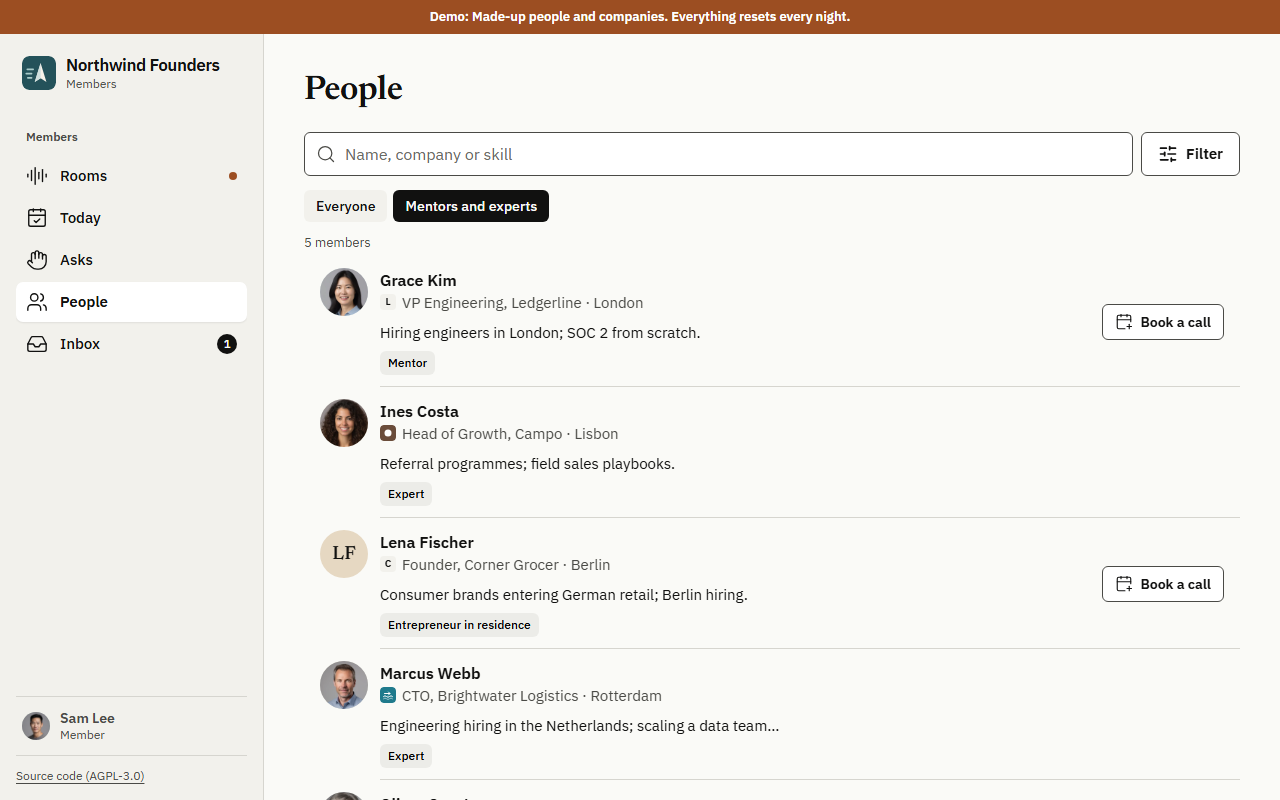 Demo: Made-up people and companies. Everything resets every night.
Northwind Founders
Members
Members
Rooms
Today
Asks
People
Inbox
1
Sam Lee
Member
Source code (AGPL-3.0)
People
Name, company or skill
Filter
Everyone
Mentors and experts
5 members
Grace Kim
L VP Engineering, Ledgerline · London
Hiring engineers in London; SOC 2 from scratch.
Mentor
Book a call
Ines Costa
Head of Growth, Campo · Lisbon
Referral programmes; field sales playbooks.
Expert
LF
Lena Fischer
C Founder, Corner Grocer · Berlin
Consumer brands entering German retail; Berlin hiring.
Entrepreneur in residence
Book a call
Marcus Webb
CTO, Brightwater Logistics · Rotterdam
Engineering hiring in the Netherlands; scaling a data team…
Expert